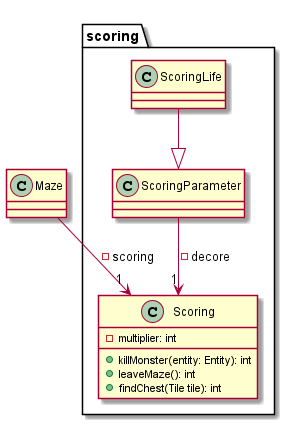 scoring
C ScoringLife
C Maze
C ScoringParameter
scoring
decore
1
1
C Scoring
multiplier: int
killMonster(entity: Entity): int
leaveMaze(): int
findChest(Tile tile): int